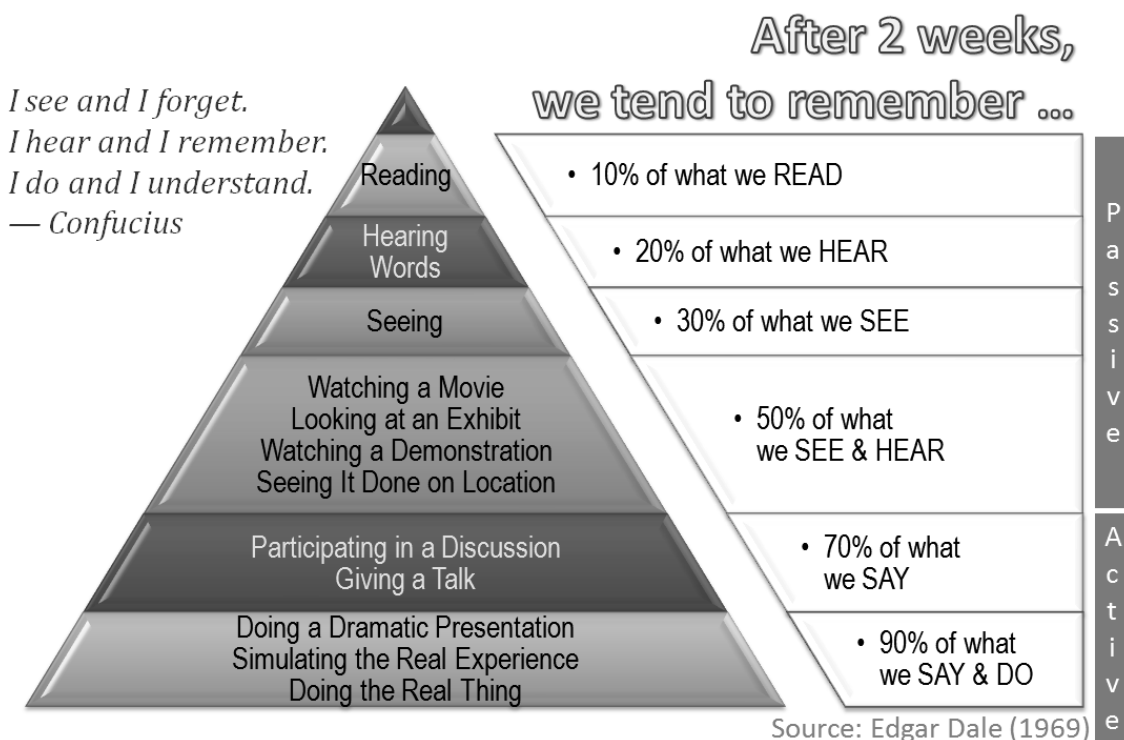 After 2 weeks,
we tend to remember ...
I see and I forget.
I hear and I remember.
I do and I understand.
— Confucius
Reading
• 10% of what we READ
Hearing
Words
• 20% of what we HEAR
Seeing
• 30% of what we SEE
Watching a Movie
Looking at an Exhibit
Watching a Demonstration
Seeing It Done on Location
• 50% of what
we SEE & HEAR
Participating in a Discussion
Giving a Talk
• 70% of what
we SAY
Doing a Dramatic Presentation
Simulating the Real Experience
Doing the Real Thing
• 90% of what
we SAY & DO
Passive
Active
Source: Edgar Dale (1969)